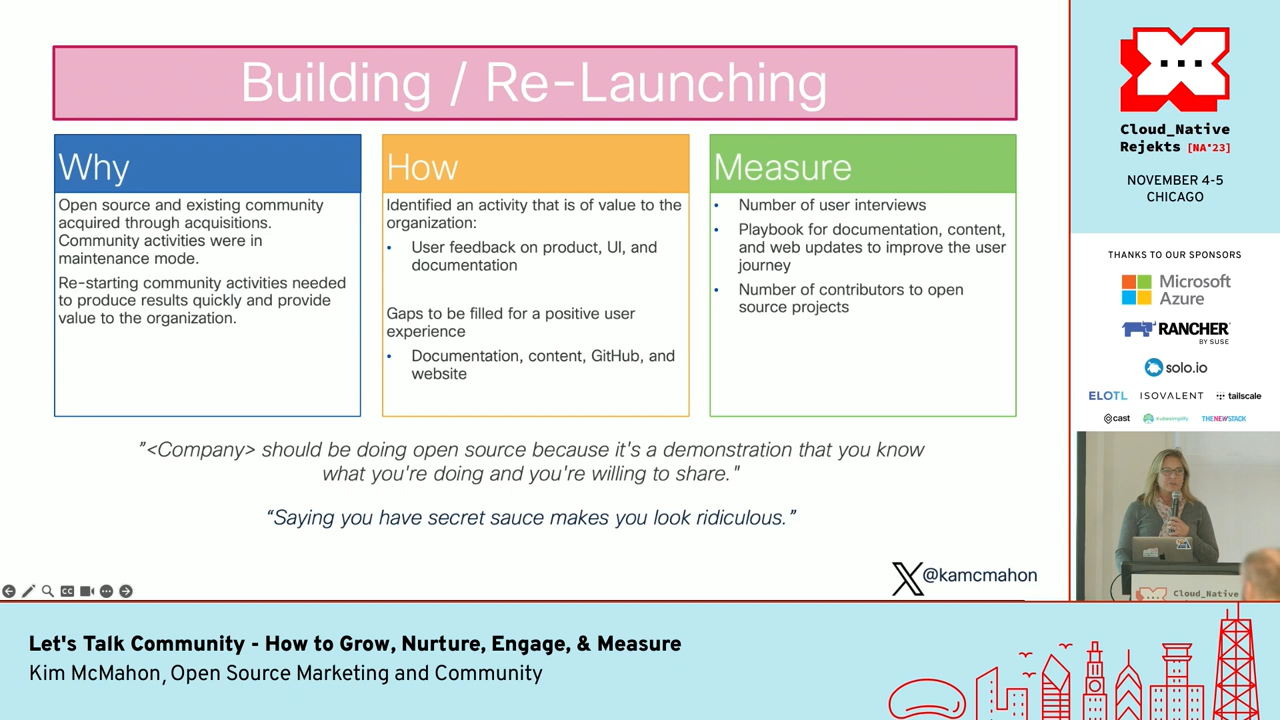 Building / Re-Launching
Why
Open source and existing community
acquired through acquisitions.
Community activities were in
maintenance mode.
Re-starting community activities needed
to produce results quickly and provide
value to the organization.
How
Identified an activity that is of value to the
organization:
• User feedback on product, UI, and
documentation
Gaps to be filled for a positive user
experience
• Documentation, content, GitHub, and
website
Measure
• Number of user interviews
• Playbook for documentation, content,
and web updates to improve the user
journey
• Number of contributors to open
source projects
"<Company> should be doing open source because it's a demonstration that you know
what you're doing and you're willing to share."
“Saying you have secret sauce makes you look ridiculous.”
@kamcmahon
CC
Cloud_Native
Rejekts [NA'23]
NOVEMBER 4-5
CHICAGO
THANKS TO OUR SPONSORS
Microsoft
Azure
RANCHER
BY SUSE
solo.io
ELOTL ISOVALENT tailscale
cast kubesimplify THENEWSTACK
Cloud_Native
Let's Talk Community - How to Grow, Nurture, Engage, & Measure
Kim McMahon, Open Source Marketing and Community